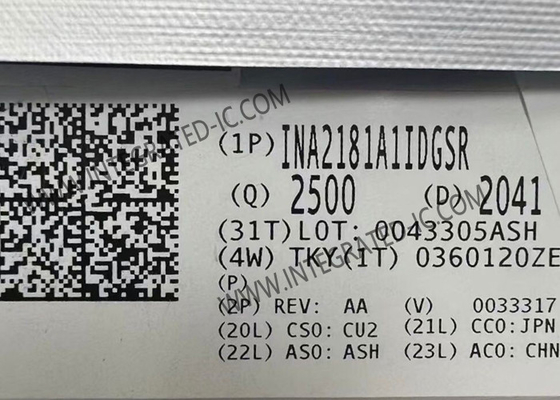 (1P) INA2181A1IDGSR
(Q) 2500 (D) 2041
(31T)LOT: 0043305ASH
(4W) TKY(1T) 0360120ZE
(P)
(2P) REV: AA (V) 0033317
(20L) CSO: CU2 (21L) CCO:JPN
(22L) ASO: ASH (23L) ACO: CHN
WWW.INTEGRATED-IC.COM
WWW.INTEGRATED-IC.COM